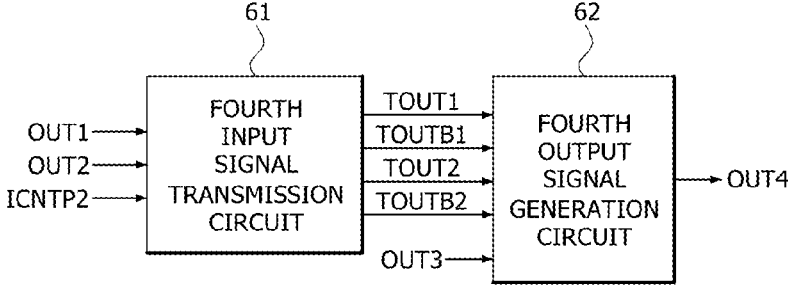 61
62
FOURTH
INPUT
SIGNAL
TRANSMISSION
CIRCUIT
OUT1
OUT2
ICNTP2
TOUT1
TOUTB1
TOUT2
TOUTB2
OUT3
FOURTH
OUTPUT
SIGNAL
GENERATION
CIRCUIT
OUT4